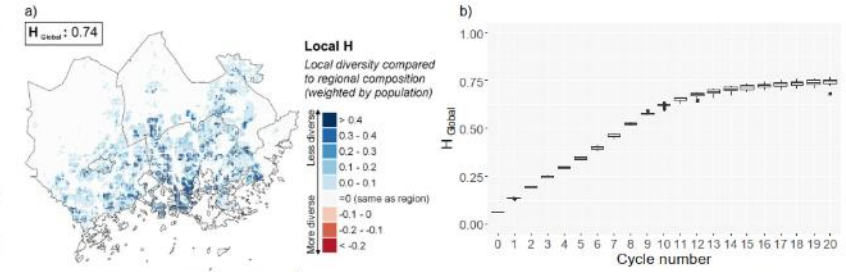 a)
H Global : 0.74
Local H
Local diversity compared
to regional composition
(weighted by population)
Less diverse
> 0.4
0.3 - 0.4
0.2 - 0.3
0.1 - 0.2
0.0 - 0.1
=0 (same as region)
More diverse
-0.1 - 0
-0.2 - -0.1
< -0.2
b)
H Global
1.00
0.75
0.50
0.25
0.00
0 1 2 3 4 5 6 7 8 9 10 11 12 13 14 15 16 17 18 19 20
Cycle number